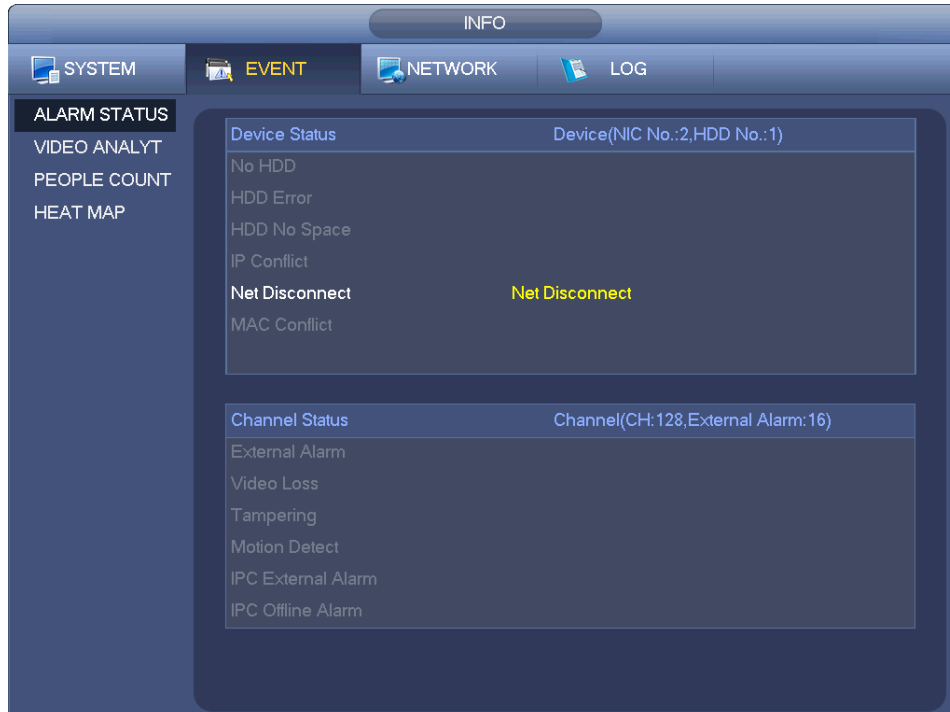 INFO
SYSTEM EVENT NETWORK LOG
ALARM STATUS
VIDEO ANALYT
PEOPLE COUNT
HEAT MAP
Device Status Device(NIC No.:2,HDD No.:1)
No HDD
HDD Error
HDD No Space
IP Conflict
Net Disconnect Net Disconnect
MAC Conflict
Channel Status Channel(CH:128,External Alarm:16)
External Alarm
Video Loss
Tampering
Motion Detect
IPC External Alarm
IPC Offline Alarm